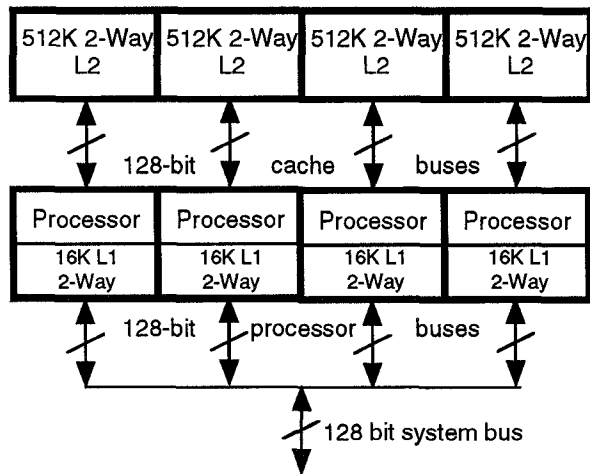 512K 2-Way 512K 2-Way 512K 2-Way 512K 2-Way
L2 L2 L2 L2
128-bit cache buses
Processor Processor Processor Processor
16K L1 16K L1 16K L1 16K L1
2-Way 2-Way 2-Way 2-Way
128-bit processor buses
128 bit system bus